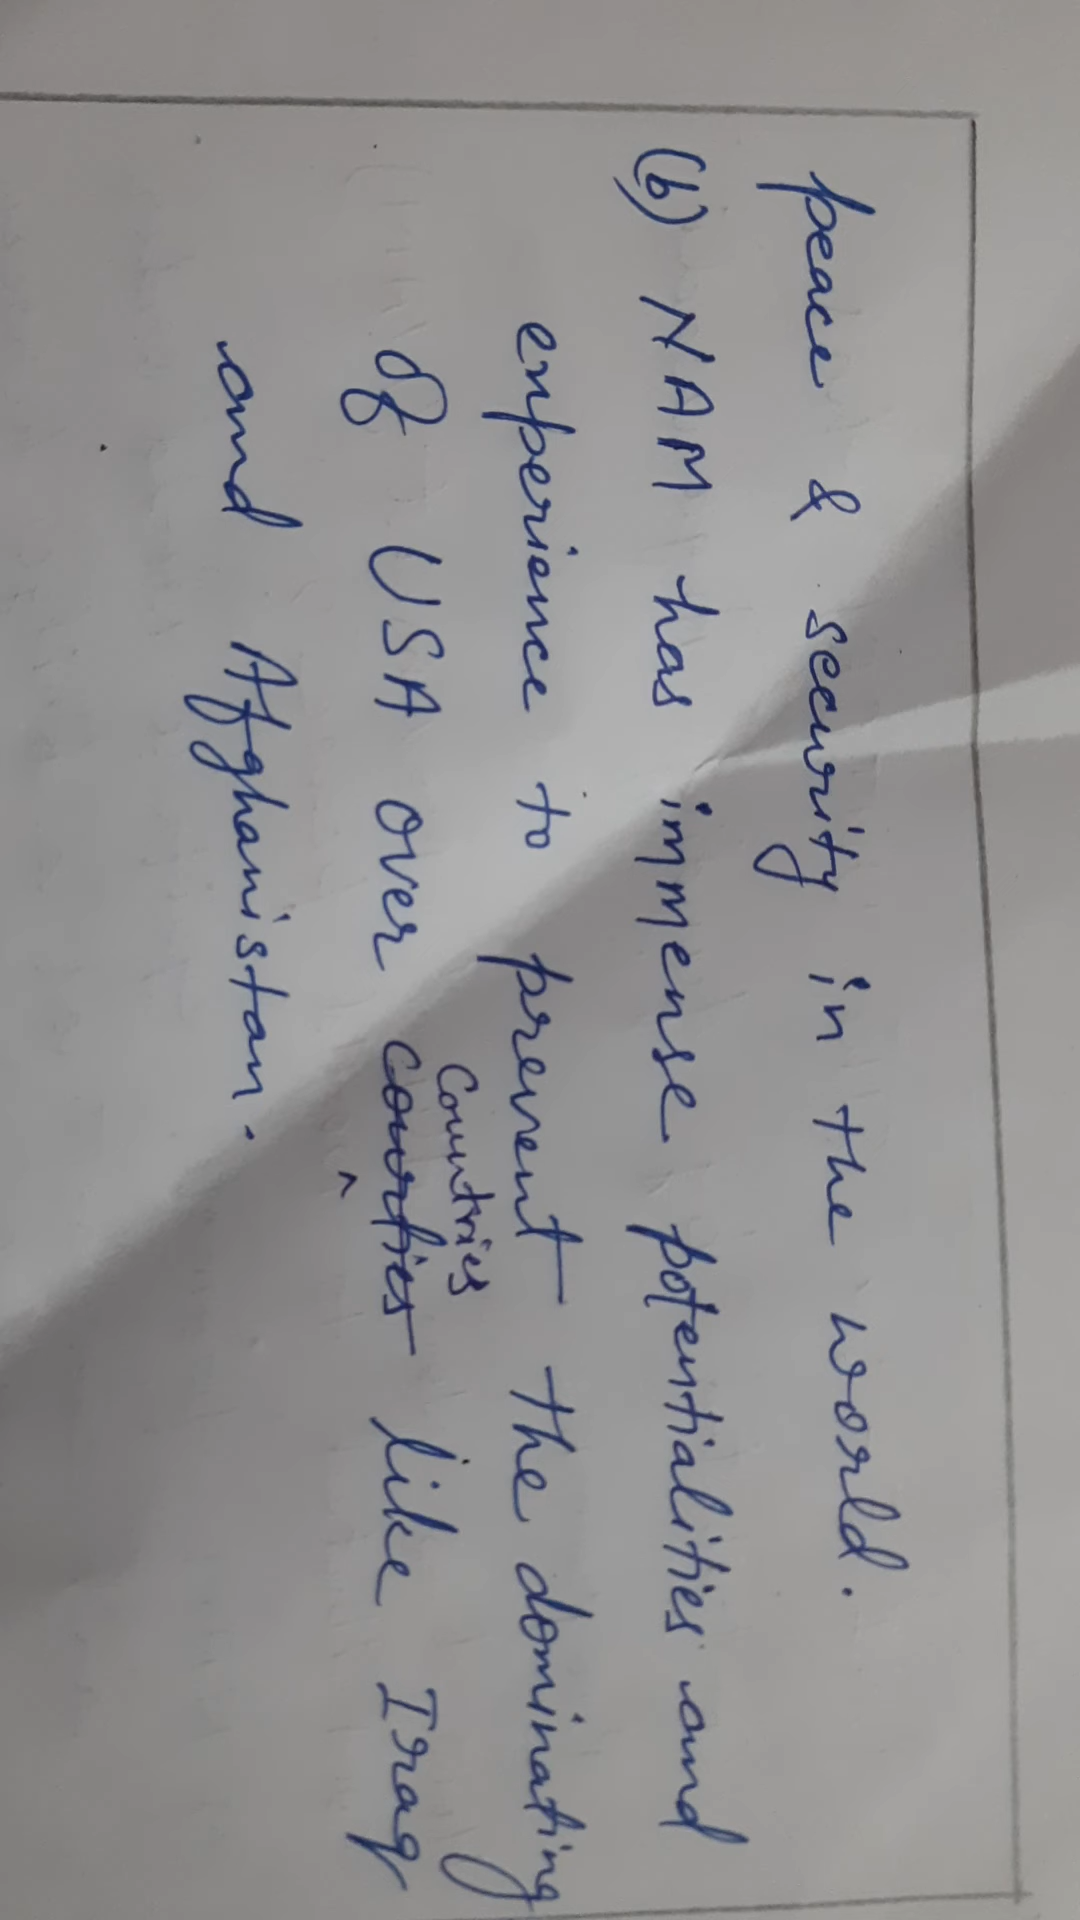 peace & security in the world.
(b) NAM has immense potentialities and
experience to prevent the dominating
of USA over courties like Iraq
Countries
^
and Afghanistan.